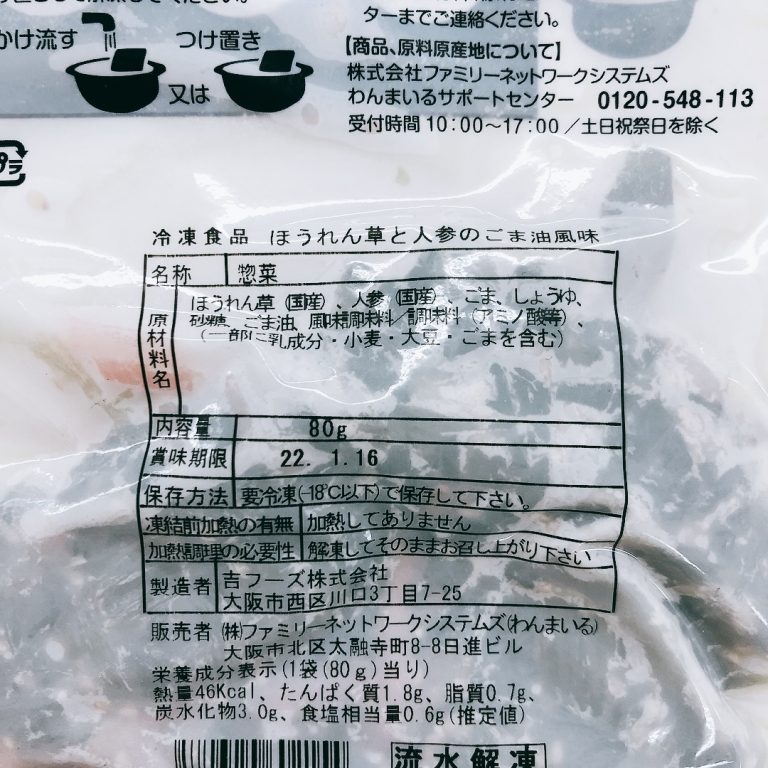 ターまでご連絡ください。
かけ流す
又は
つけ置き
【商品、原料原産地について】
株式会社ファミリーネットワークシステムズ
わんまいるサポートセンター 0120-548-113
受付時間 10:00〜17:00/土日祝祭日を除く
プラ
冷凍食品 ほうれん草と人参のごま油風味
名称 惣菜
原材料名
ほうれん草(国産)、人参(国産)、ごま、しょうゆ、
砂糖、ごま油、風味調味料/調味料(アミノ酸等)、
(一部に乳成分・小麦・大豆・ごまを含む)
内容量 80g
賞味期限 22. 1.16
保存方法 要冷凍(-18℃以下)で保存して下さい。
凍結前加熱の有無 加熱してありません
加熱調理の必要性 解凍してそのままお召し上がり下さい
製造者 吉フーズ株式会社
大阪市西区川口3丁目7-25
販売者 (株)ファミリーネットワークシステムズ(わんまいる)
大阪市北区太融寺町8-8日進ビル
栄養成分表示(1袋(80g)当り)
熱量46Kcal、たんぱく質1.8g、脂質0.7g、
炭水化物3.0g、食塩相当量0.6g(推定値)
流水解凍